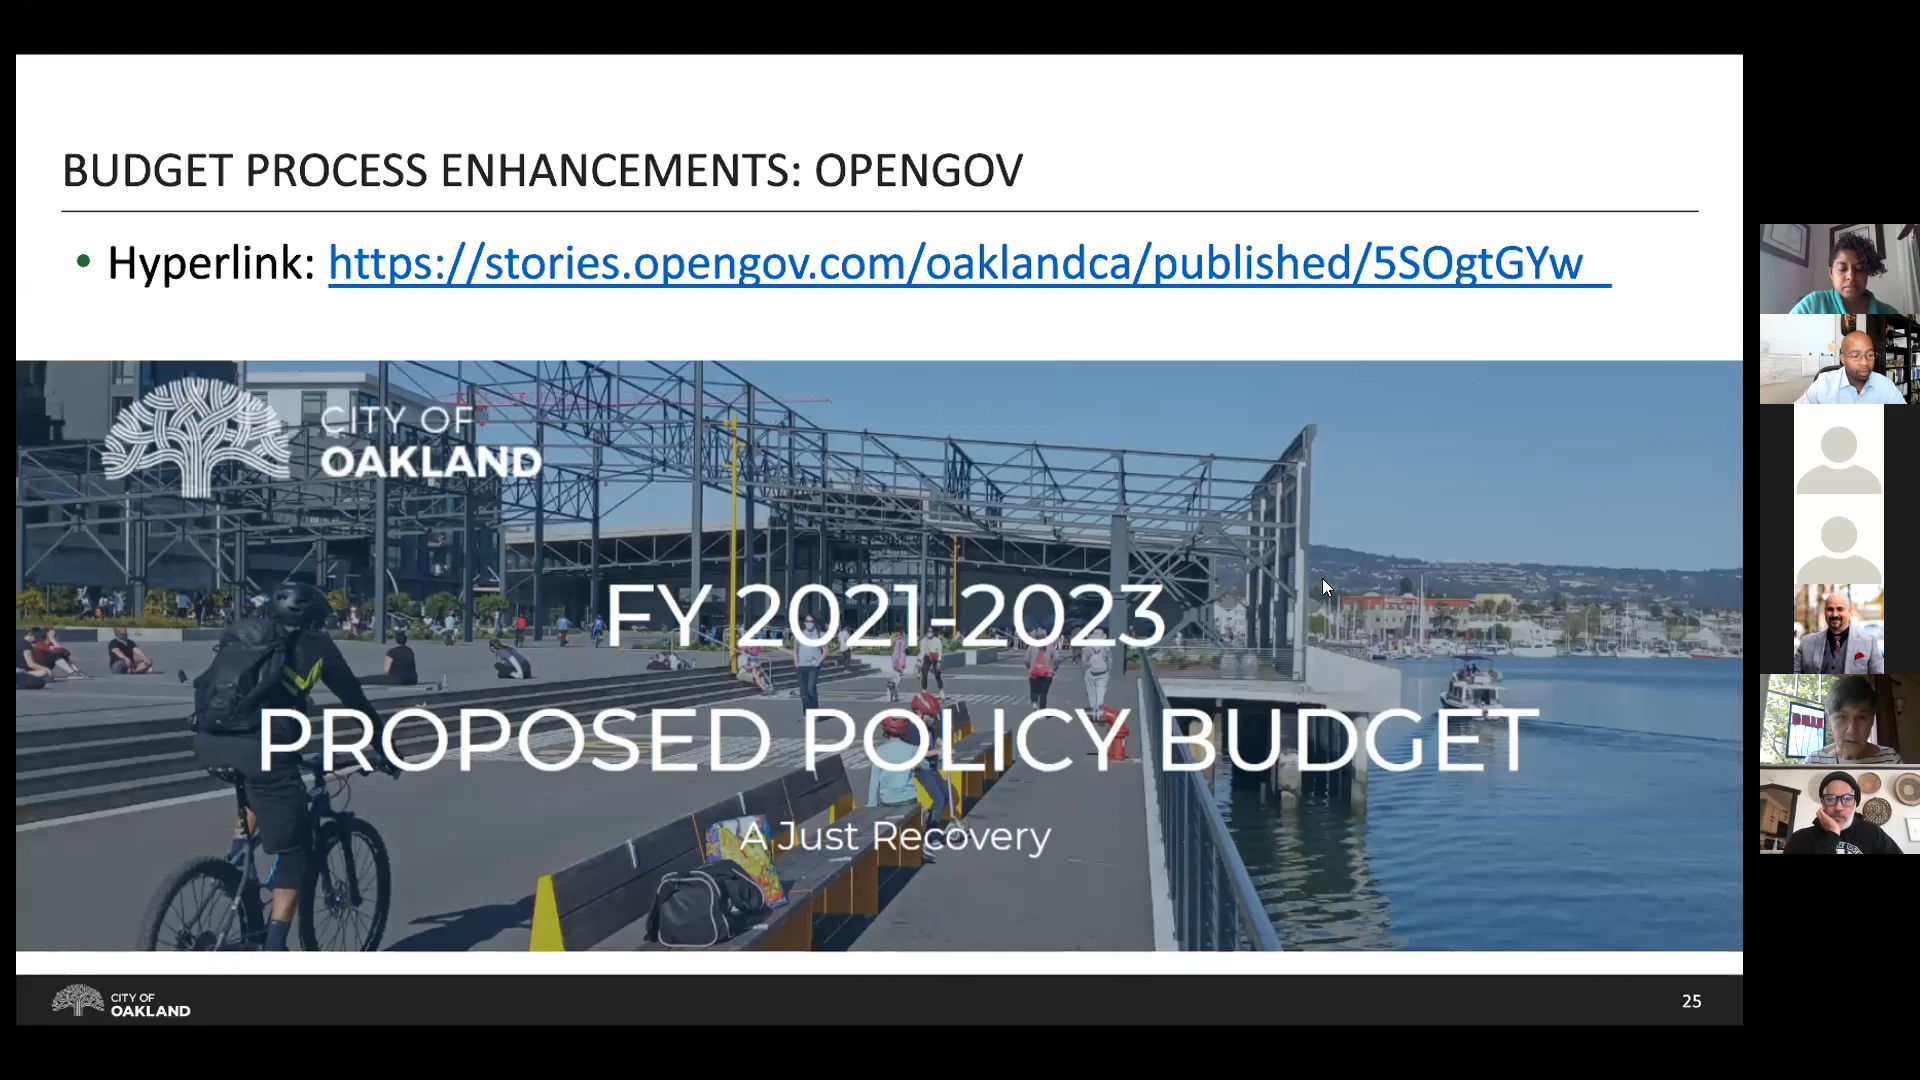 BUDGET PROCESS ENHANCEMENTS: OPENGOV
• Hyperlink: https://stories.opengov.com/oaklandca/published/5SOgtGYw
CITY OF
OAKLAND
FY 2021-2023
PROPOSED POLICY BUDGET
A Just Recovery
CITY OF
OAKLAND
25